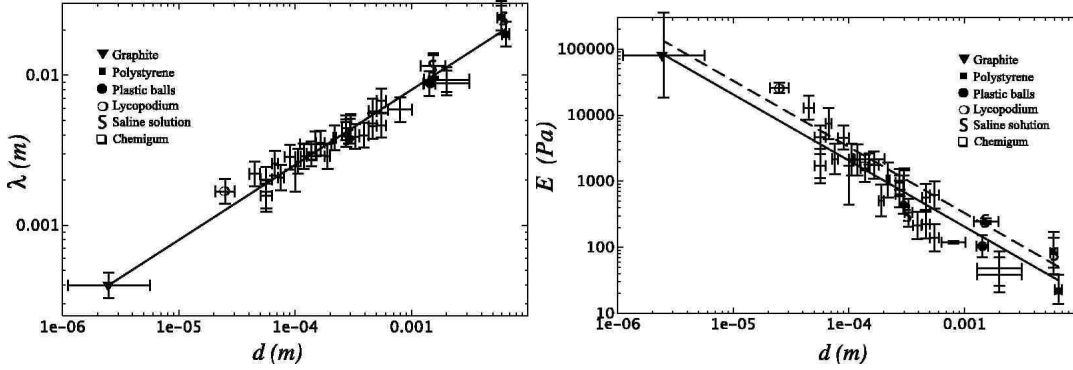 Graphite
Polystyrene
Plastic balls
Lycopodium
Saline solution
Chemigum
0.01
0.001
λ (m)
1e-06
1e-05
1e-04
0.001
d (m)
Graphite
Polystyrene
Plastic balls
Lycopodium
Saline solution
Chemigum
100000
10000
1000
100
10
E (Pa)
1e-06
1e-05
1e-04
0.001
d (m)